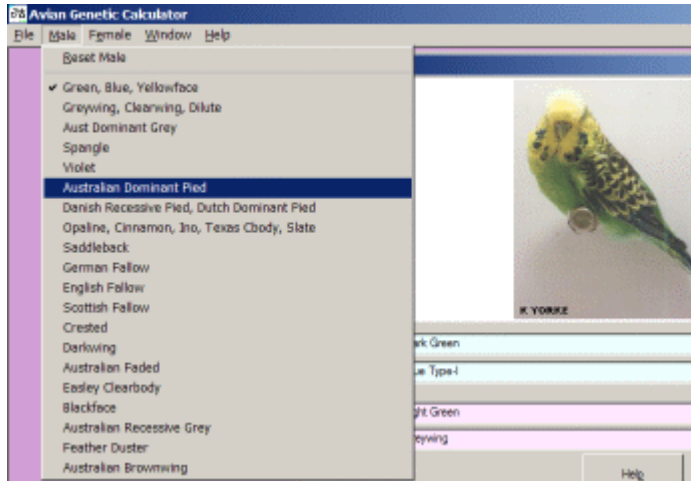 Avian Genetic Calculator
File Male Female Window Help
Reset Male
Green, Blue, Yellowface
Greywing, Clearwing, Dilute
Aust Dominant Grey
Spangle
Violet
Australian Dominant Pied
Danish Recessive Pied, Dutch Dominant Pied
Opaline, Cinnamon, Ino, Texas Cbody, Slate
Saddleback
German Fallow
English Fallow
Scottish Fallow
Crested
Darkwing
Australian Faded
Easley Clearbody
Blackface
Australian Recessive Grey
Feather Duster
Australian Brownwing
K YORKE
rk Green
ue Type-I
ght Green
eywing
Help